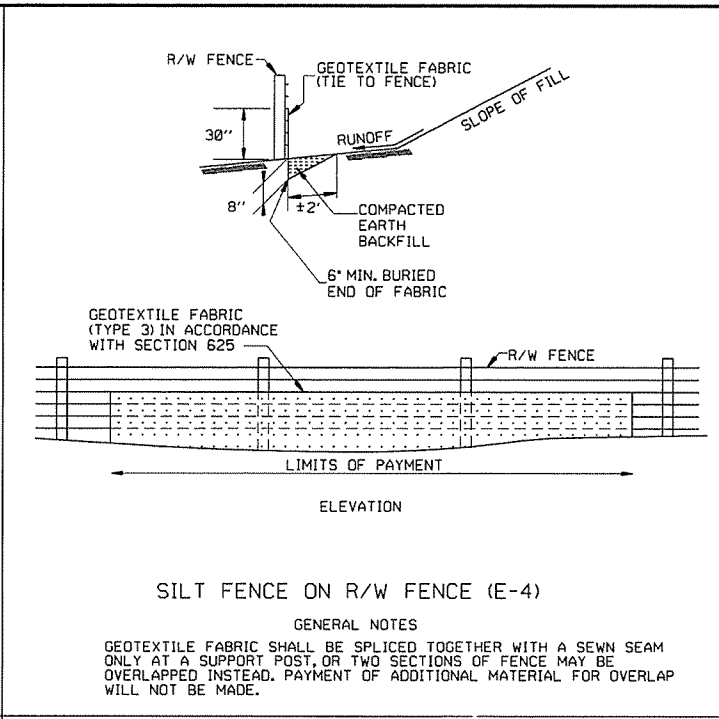 R/W FENCE
GEOTEXTILE FABRIC
(TIE TO FENCE)
SLOPE OF FILL
30"
RUNOFF
8"
±2'
COMPACTED
EARTH
BACKFILL
6" MIN. BURIED
END OF FABRIC
GEOTEXTILE FABRIC
(TYPE 3) IN ACCORDANCE
WITH SECTION 625
R/W FENCE
LIMITS OF PAYMENT
ELEVATION
SILT FENCE ON R/W FENCE (E-4)
GENERAL NOTES
GEOTEXTILE FABRIC SHALL BE SPLICED TOGETHER WITH A SEWN SEAM
ONLY AT A SUPPORT POST, OR TWO SECTIONS OF FENCE MAY BE
OVERLAPPED INSTEAD. PAYMENT OF ADDITIONAL MATERIAL FOR OVERLAP
WILL NOT BE MADE.